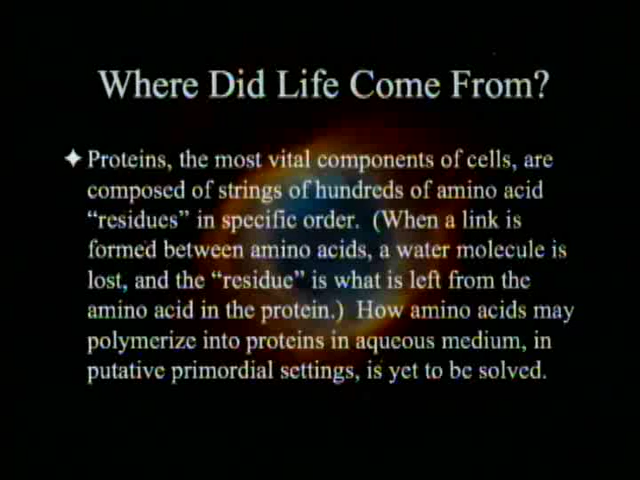 Where Did Life Come From?
Proteins, the most vital components of cells, are
composed of strings of hundreds of amino acid
“residues” in specific order. (When a link is
formed between amino acids, a water molecule is
lost, and the “residue” is what is left from the
amino acid in the protein.) How amino acids may
polymerize into proteins in aqueous medium, in
putative primordial settings, is yet to be solved.